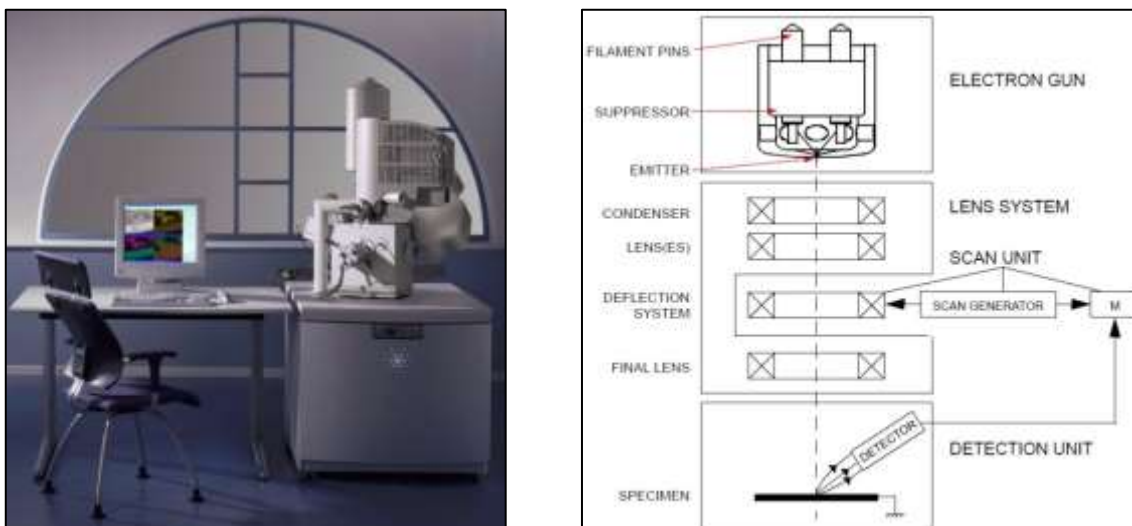 FILAMENT PINS
ELECTRON GUN
SUPPRESSOR
EMITTER
CONDENSER
LENS SYSTEM
LENS(ES)
SCAN UNIT
DEFLECTION
SYSTEM
SCAN GENERATOR
M
FINAL LENS
DETECTOR
DETECTION UNIT
SPECIMEN